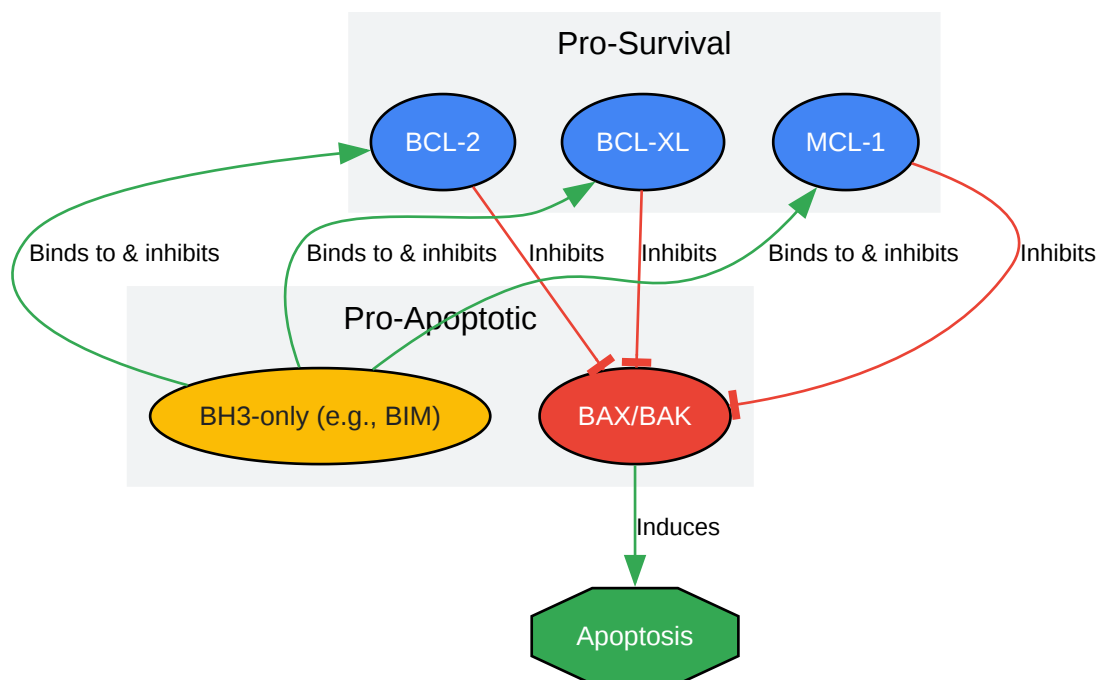 Pro-Survival
BCL-2
BCL-XL
MCL-1
Binds to & inhibits
Binds to & inhibits
Inhibits
Inhibits
Binds to & inhibits
Inhibits
Pro-Apoptotic
BH3-only (e.g., BIM)
BAX/BAK
Induces
Apoptosis